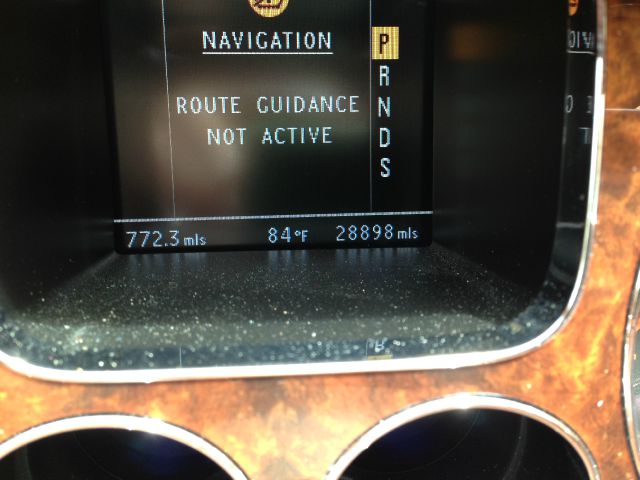 NAVIGATION
ROUTE GUIDANCE
NOT ACTIVE
P
R
N
D
S
772.3 mls 84°F 28898 mls